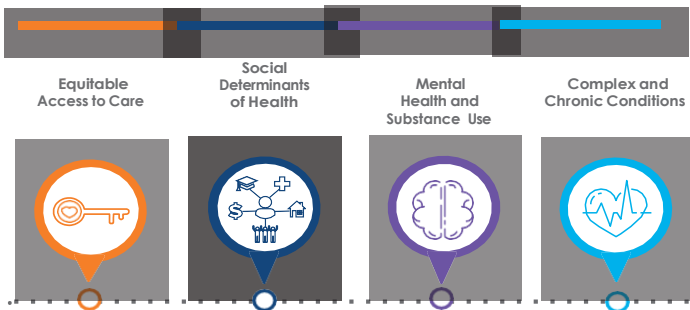 Equitable
Access to Care
Social
Determinants
of Health
Mental
Health and
Substance Use
Complex and
Chronic Conditions
$